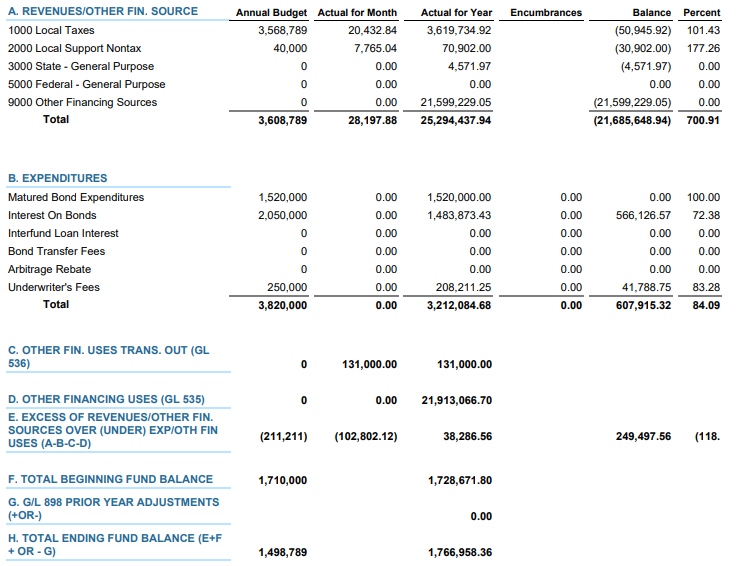 A. REVENUES/OTHER FIN. SOURCE Annual Budget Actual for Month Actual for Year Encumbrances Balance Percent
1000 Local Taxes 3,568,789 20,432.84 3,619,734.92 (50,945.92) 101.43
2000 Local Support Nontax 40,000 7,765.04 70,902.00 (30,902.00) 177.26
3000 State - General Purpose 0 0.00 4,571.97 (4,571.97) 0.00
5000 Federal - General Purpose 0 0.00 0.00 0.00 0.00
9000 Other Financing Sources 0 0.00 21,599,229.05 (21,599,229.05) 0.00
Total 3,608,789 28,197.88 25,294,437.94 (21,685,648.94) 700.91
B. EXPENDITURES
Matured Bond Expenditures 1,520,000 0.00 1,520,000.00 0.00 0.00 100.00
Interest On Bonds 2,050,000 0.00 1,483,873.43 0.00 566,126.57 72.38
Interfund Loan Interest 0 0.00 0.00 0.00 0.00 0.00
Bond Transfer Fees 0 0.00 0.00 0.00 0.00 0.00
Arbitrage Rebate 0 0.00 0.00 0.00 0.00 0.00
Underwriter's Fees 250,000 0.00 208,211.25 0.00 41,788.75 83.28
Total 3,820,000 0.00 3,212,084.68 0.00 607,915.32 84.09
C. OTHER FIN. USES TRANS. OUT (GL
536) 0 131,000.00 131,000.00
D. OTHER FINANCING USES (GL 535) 0 0.00 21,913,066.70
E. EXCESS OF REVENUES/OTHER FIN.
SOURCES OVER (UNDER) EXP/OTH FIN
USES (A-B-C-D) (211,211) (102,802.12) 38,286.56 249,497.56 (118.
F. TOTAL BEGINNING FUND BALANCE 1,710,000 1,728,671.80
G. G/L 898 PRIOR YEAR ADJUSTMENTS
(+OR-) 0.00
H. TOTAL ENDING FUND BALANCE (E+F
+ OR - G) 1,498,789 1,766,958.36